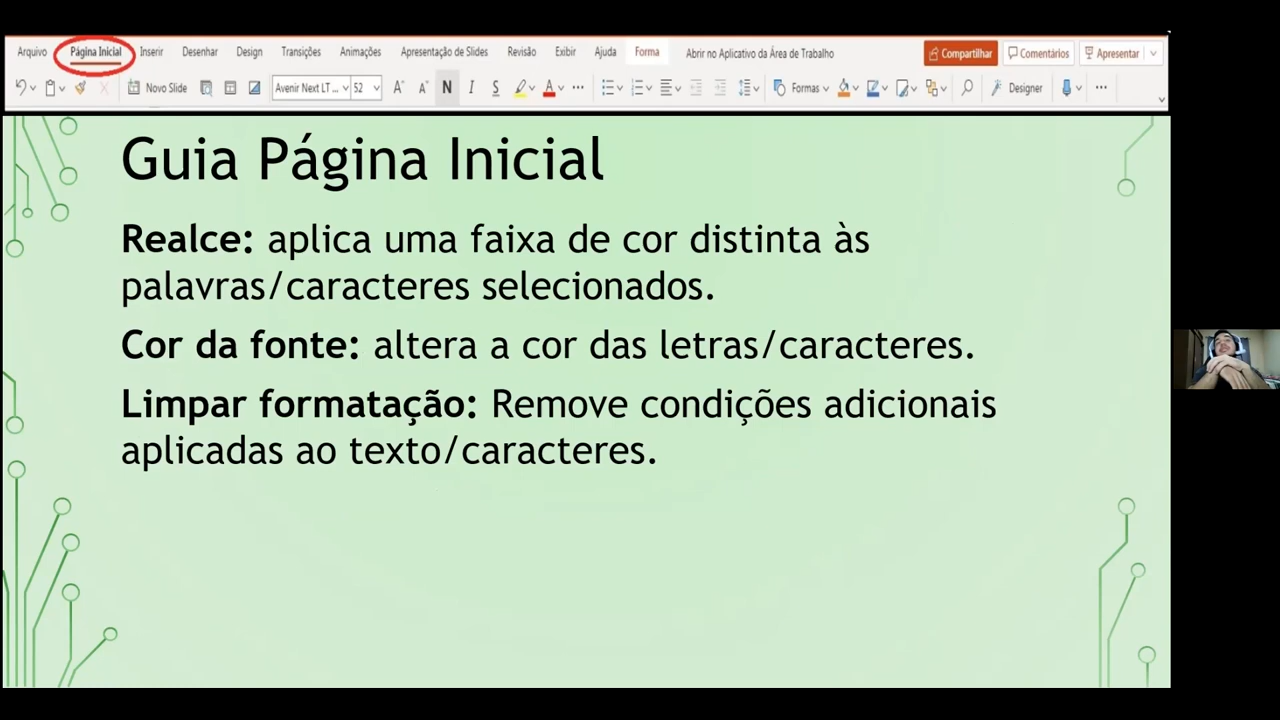 Arquivo Página Inicial Inserir Desenhar Design Transições Animações Apresentação de Slides Revisão Exibir Ajuda Forma Abrir no Aplicativo da Área de Trabalho Compartilhar Comentários Apresentar
Novo Slide Avenir Next LT ... 52 A A N I S A ... Formas Designer ...
Guia Página Inicial
Realce: aplica uma faixa de cor distinta às
palavras/caracteres selecionados.
Cor da fonte: altera a cor das letras/caracteres.
Limpar formatação: Remove condições adicionais
aplicadas ao texto/caracteres.